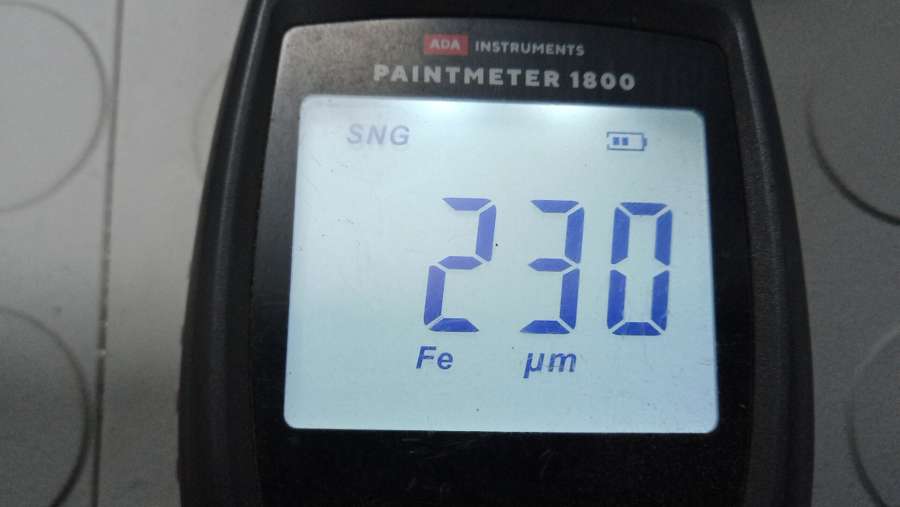 ADA INSTRUMENTS
PAINTMETER 1800
SNG
230
Fe µm